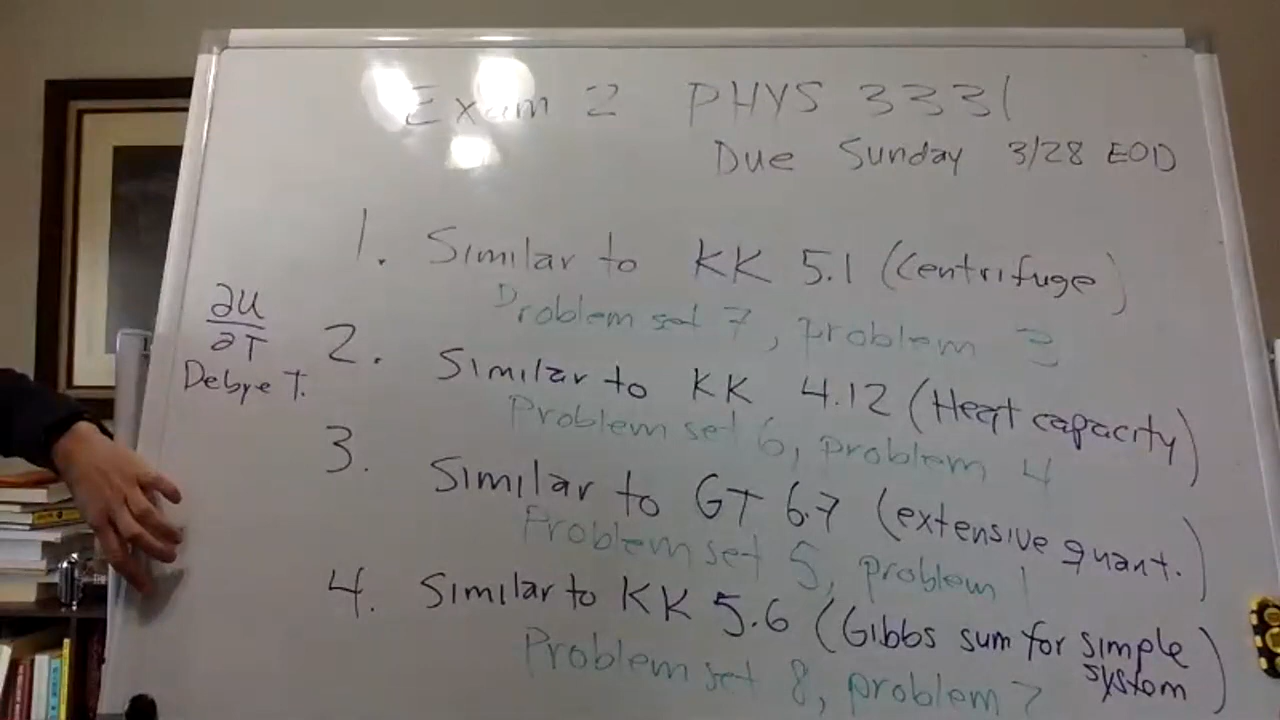 Exam 2 PHYS 3331
Due Sunday 3/28 EOD
1. Similar to KK 5.1 (Centrifuge)
Problem set 7, problem
∂U
∂T
Debye T.
2. Similar to KK 4.12 (Heat capacity)
Problem set 6, problem 4
3. Similar to GT 6.7 (extensive quant.)
Problem set 5, problem 1
4. Similar to KK 5.6 (Gibbs sum for simple
system)
Problem set 8, problem